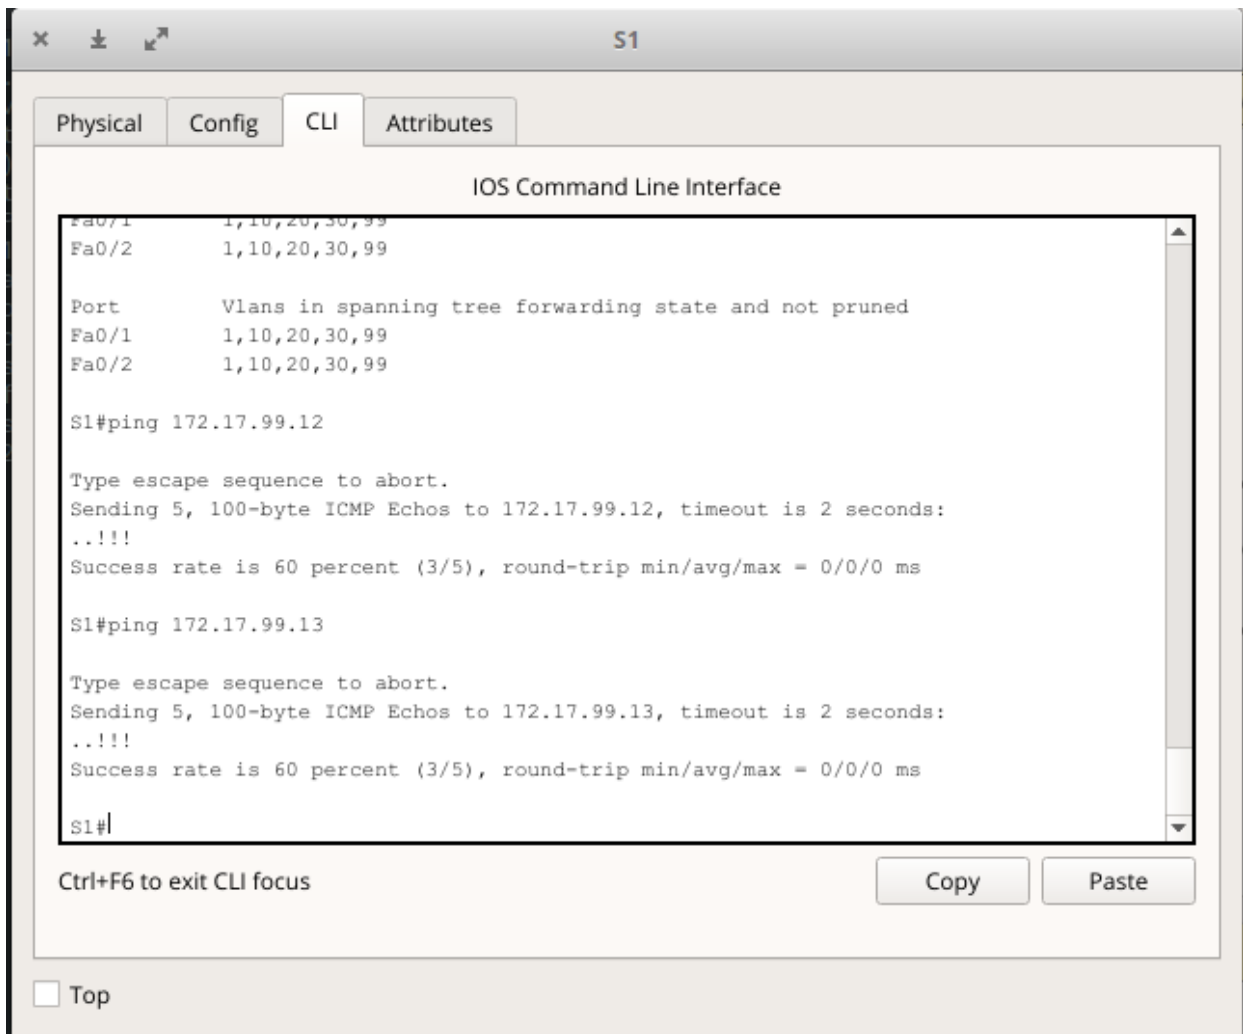 S1
Physical Config CLI Attributes
IOS Command Line Interface
Fa0/1 1,10,20,30,99
Fa0/2 1,10,20,30,99
Port Vlans in spanning tree forwarding state and not pruned
Fa0/1 1,10,20,30,99
Fa0/2 1,10,20,30,99
S1#ping 172.17.99.12
Type escape sequence to abort.
Sending 5, 100-byte ICMP Echos to 172.17.99.12, timeout is 2 seconds:
..!!!
Success rate is 60 percent (3/5), round-trip min/avg/max = 0/0/0 ms
S1#ping 172.17.99.13
Type escape sequence to abort.
Sending 5, 100-byte ICMP Echos to 172.17.99.13, timeout is 2 seconds:
..!!!
Success rate is 60 percent (3/5), round-trip min/avg/max = 0/0/0 ms
S1#
Ctrl+F6 to exit CLI focus
Copy Paste
Top